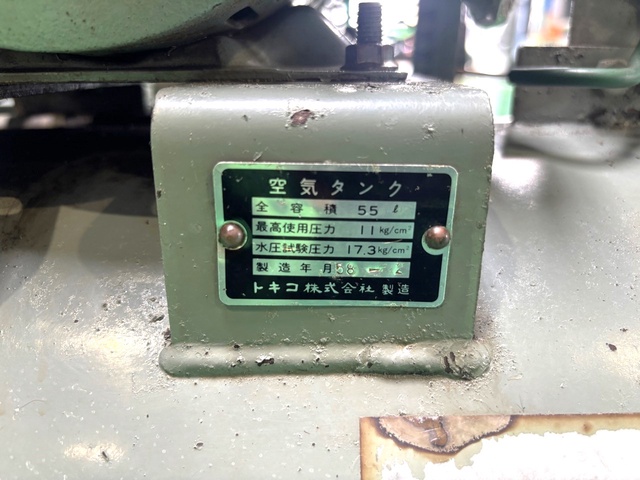 空気タンク
全容積 55 ℓ
最高使用圧力 11 kg/cm²
水圧試験圧力 17.3 kg/cm²
製造年月 58 - 2
トキコ株式会社 製造